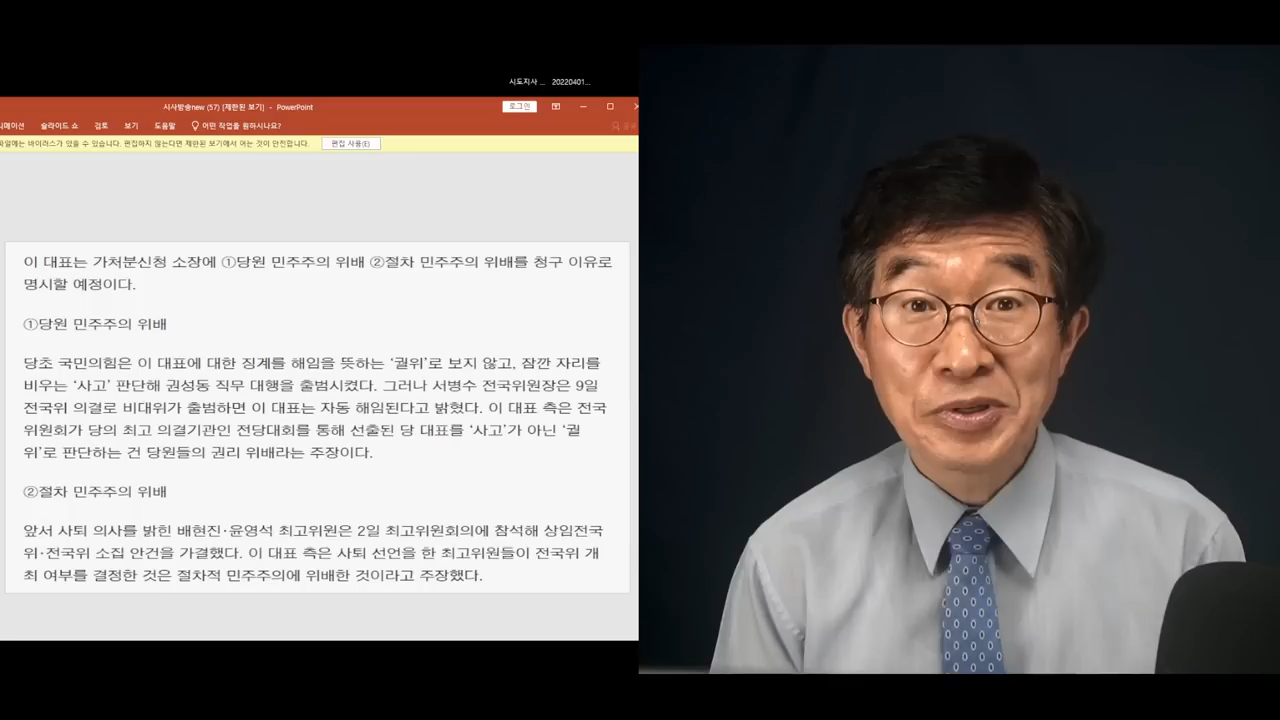 시도지사 ... 20220401...
시사방송new (57) [제한된 보기] - PowerPoint
로그인
니메이션 슬라이드 쇼 검토 보기 도움말 어떤 작업을 원하시나요? 공유
파일에는 바이러스가 있을 수 있습니다. 편집하지 않는다면 제한된 보기에서 여는 것이 안전합니다. 편집 사용(E)
이 대표는 가처분신청 소장에 ①당원 민주주의 위배 ②절차 민주주의 위배를 청구 이유로
명시할 예정이다.
①당원 민주주의 위배
당초 국민의힘은 이 대표에 대한 징계를 해임을 뜻하는 ‘궐위’로 보지 않고, 잠깐 자리를
비우는 ‘사고’ 판단해 권성동 직무 대행을 출범시켰다. 그러나 서병수 전국위원장은 9일
전국위 의결로 비대위가 출범하면 이 대표는 자동 해임된다고 밝혔다. 이 대표 측은 전국
위원회가 당의 최고 의결기관인 전당대회를 통해 선출된 당 대표를 ‘사고’가 아닌 ‘궐
위’로 판단하는 건 당원들의 권리 위배라는 주장이다.
②절차 민주주의 위배
앞서 사퇴 의사를 밝힌 배현진·윤영석 최고위원은 2일 최고위원회의에 참석해 상임전국
위·전국위 소집 안건을 가결했다. 이 대표 측은 사퇴 선언을 한 최고위원들이 전국위 개
최 여부를 결정한 것은 절차적 민주주의에 위배한 것이라고 주장했다.